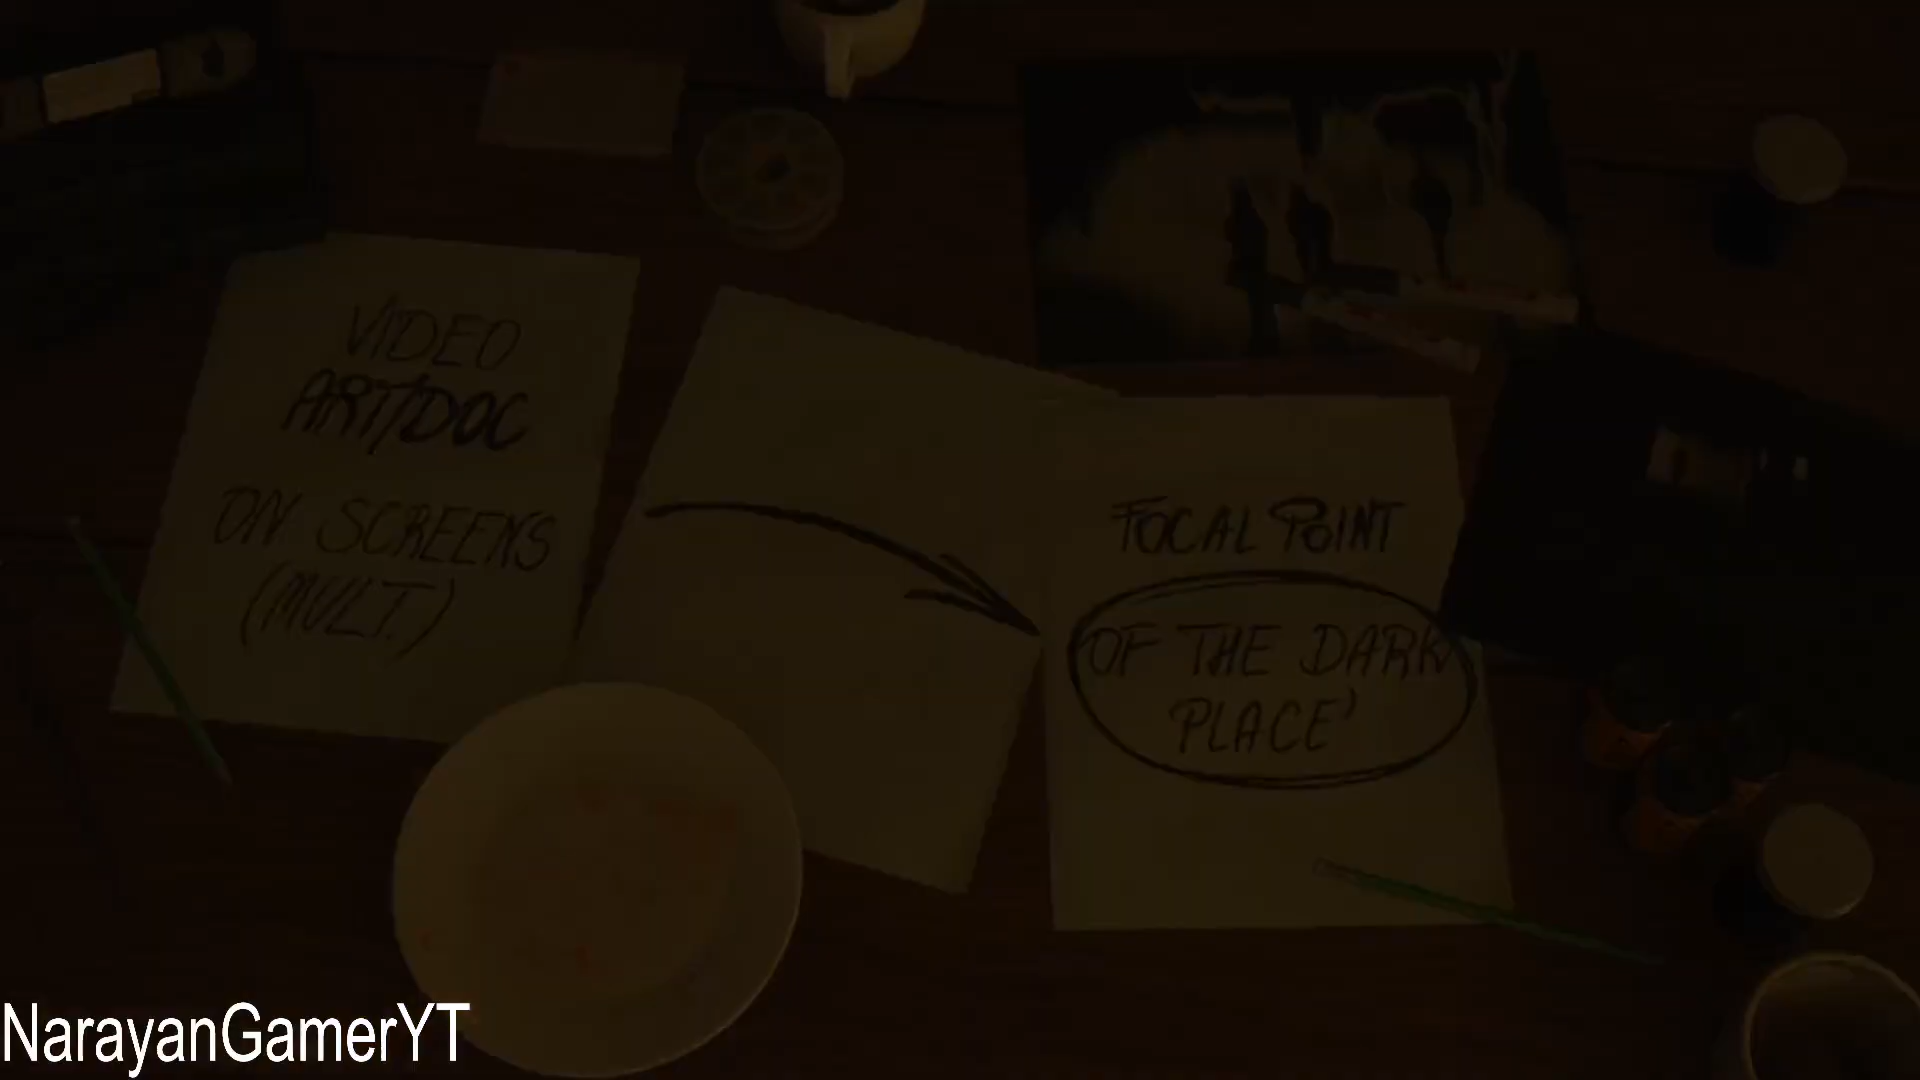 VIDEO
ART/DOC
ON SCREENS
(MULT.)
FOCAL POINT
OF THE DARK
PLACE'
NarayanGamerYT